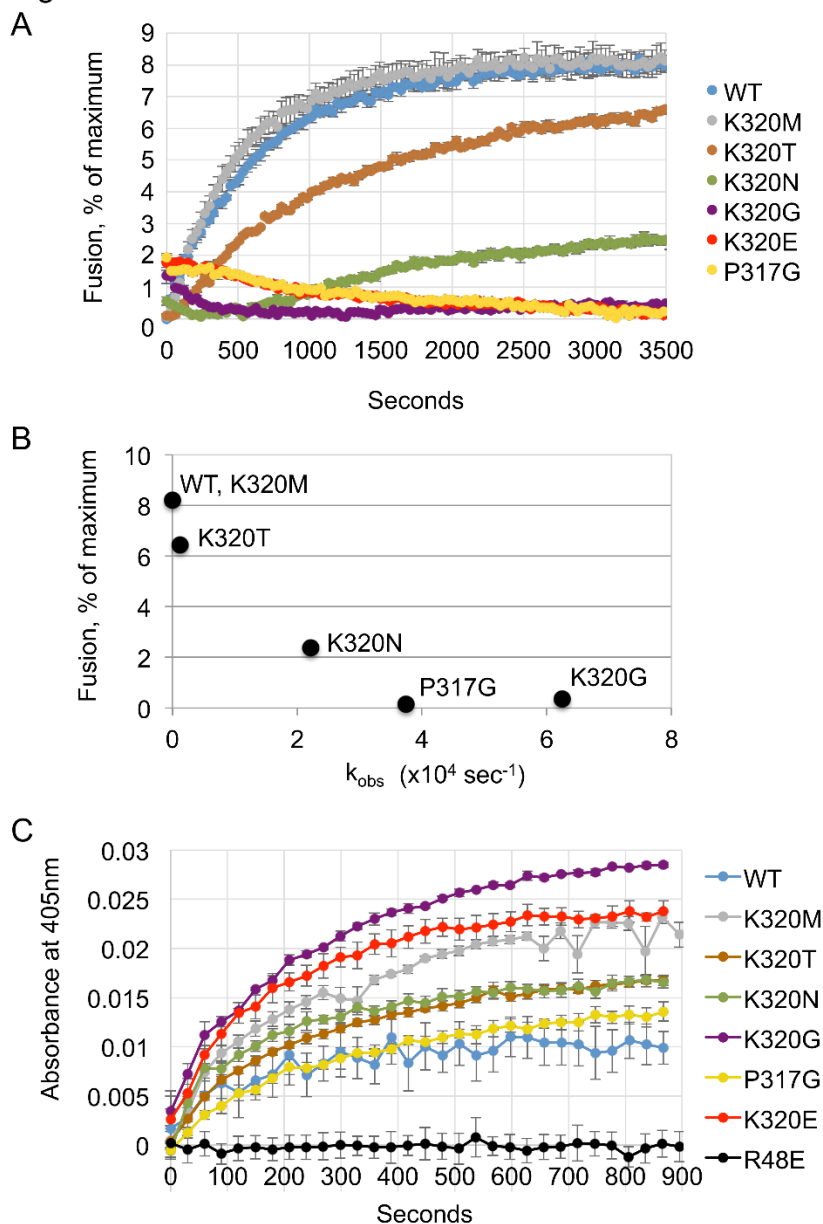 A
9
8
7
6
5
4
3
2
1
0
Fusion, % of maximum
0 500 1000 1500 2000 2500 3000 3500
Seconds
WT
K320M
K320T
K320N
K320G
K320E
P317G
B
10
8
6
4
2
0
Fusion, % of maximum
WT, K320M
K320T
K320N
P317G
K320G
0 2 4 6 8
kobs (x10⁴ sec⁻¹)
C
0.03
0.025
0.02
0.015
0.01
0.005
0
Absorbance at 405nm
0 100 200 300 400 500 600 700 800 900
Seconds
WT
K320M
K320T
K320N
K320G
P317G
K320E
R48E